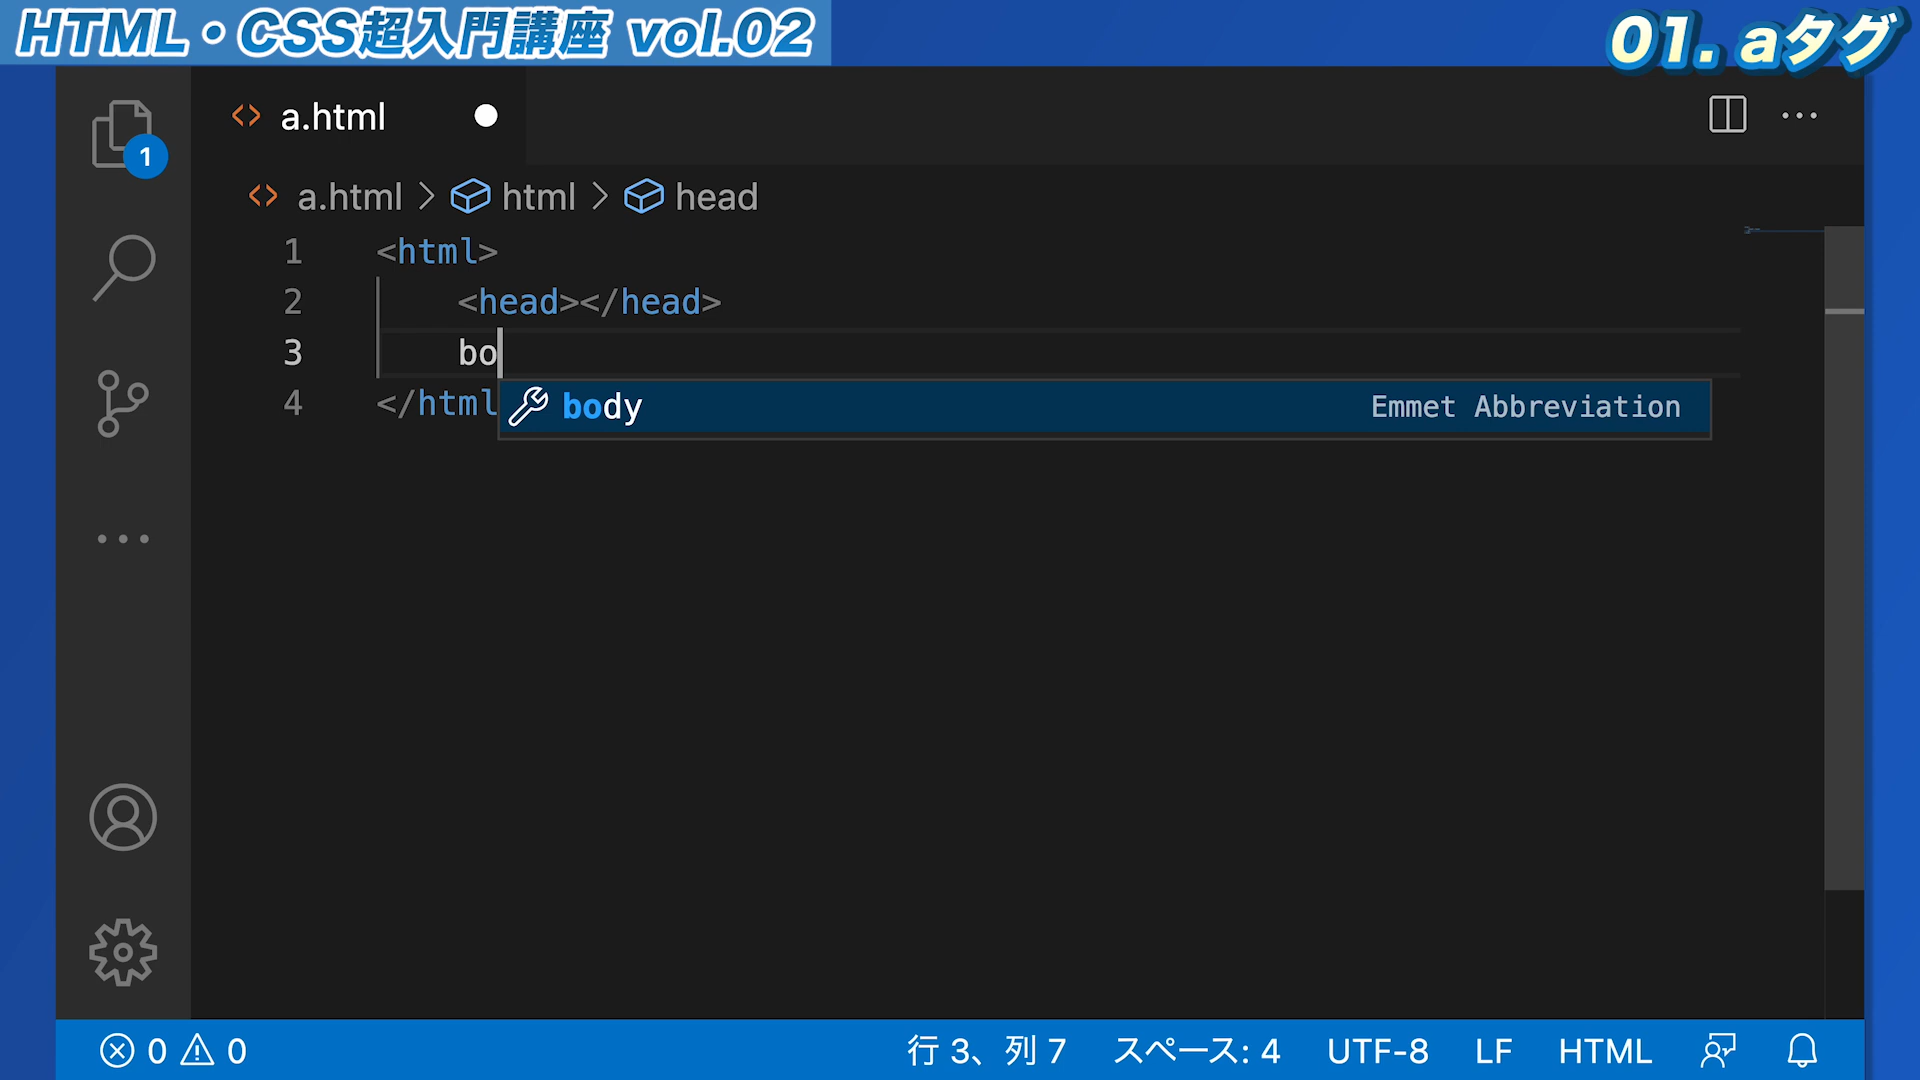 HTML・CSS超入門講座 vol.02
01. aタグ
a.html
1
a.html > html > head
1 <html>
2 <head></head>
3 bo
4 </html
body Emmet Abbreviation
0 0 行 3、列 7 スペース: 4 UTF-8 LF HTML